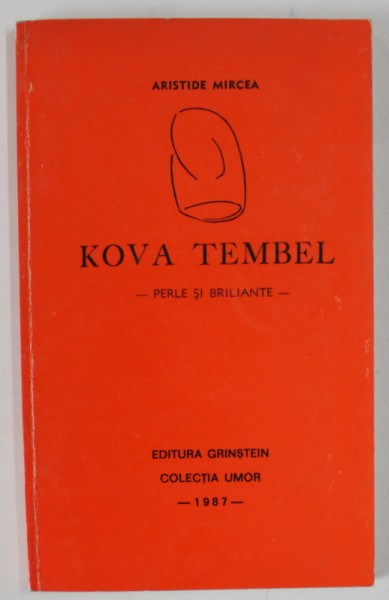 ARISTIDE MIRCEA
KOVA TEMBEL
— PERLE ȘI BRILIANTE —
EDITURA GRINȘTEIN
COLECȚIA UMOR
—1987—